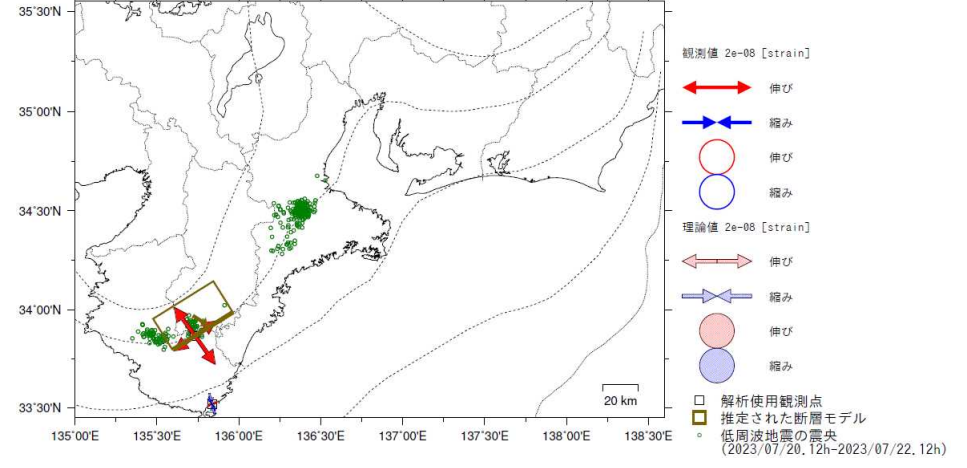 35°30'N
35°00'N
34°30'N
34°00'N
33°30'N
135°00'E
135°30'E
136°00'E
136°30'E
137°00'E
137°30'E
138°00'E
138°30'E
20 km
観測値 2e-08 [strain]
伸び
縮み
伸び
縮み
理論値 2e-08 [strain]
伸び
縮み
伸び
縮み
解析使用観測点
推定された断層モデル
低周波地震の震央
(2023/07/20.12h-2023/07/22.12h)